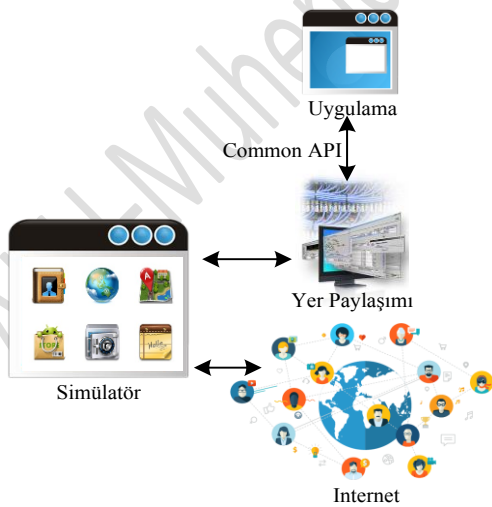 Uygulama
Common API
Yer Paylaşımı
Simülatör
Internet